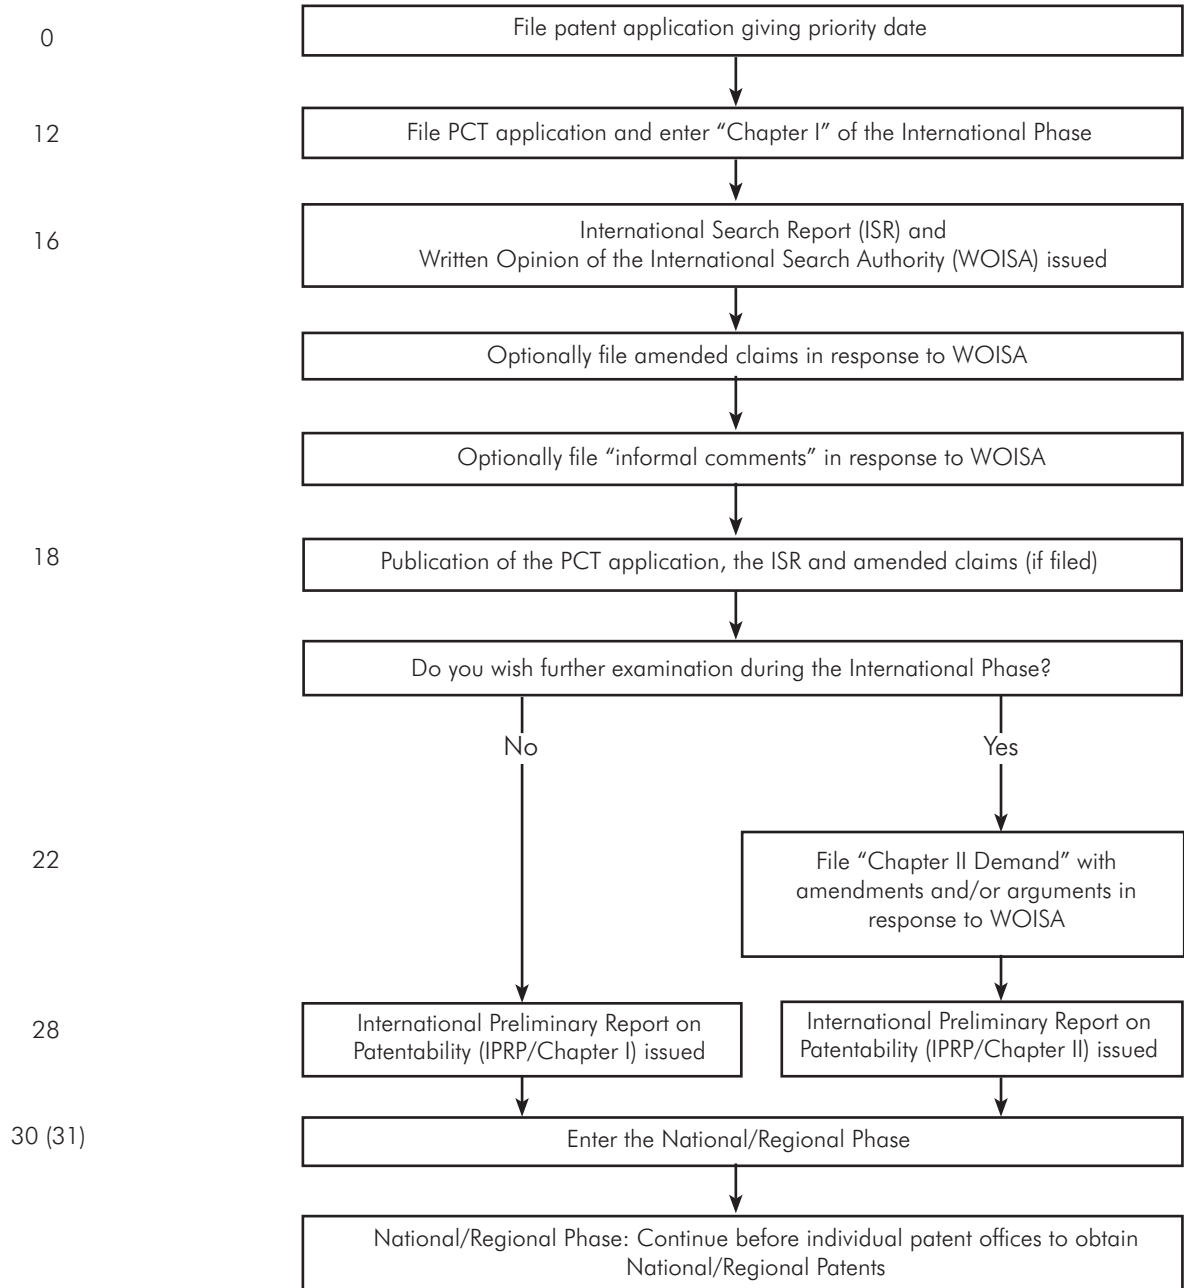 0
File patent application giving priority date
12
File PCT application and enter “Chapter I” of the International Phase
16
International Search Report (ISR) and
Written Opinion of the International Search Authority (WOISA) issued
Optionally file amended claims in response to WOISA
Optionally file “informal comments” in response to WOISA
18
Publication of the PCT application, the ISR and amended claims (if filed)
Do you wish further examination during the International Phase?
No
Yes
22
File “Chapter II Demand” with
amendments and/or arguments in
response to WOISA
28
International Preliminary Report on
Patentability (IPRP/Chapter I) issued
International Preliminary Report on
Patentability (IPRP/Chapter II) issued
30 (31)
Enter the National/Regional Phase
National/Regional Phase: Continue before individual patent offices to obtain
National/Regional Patents